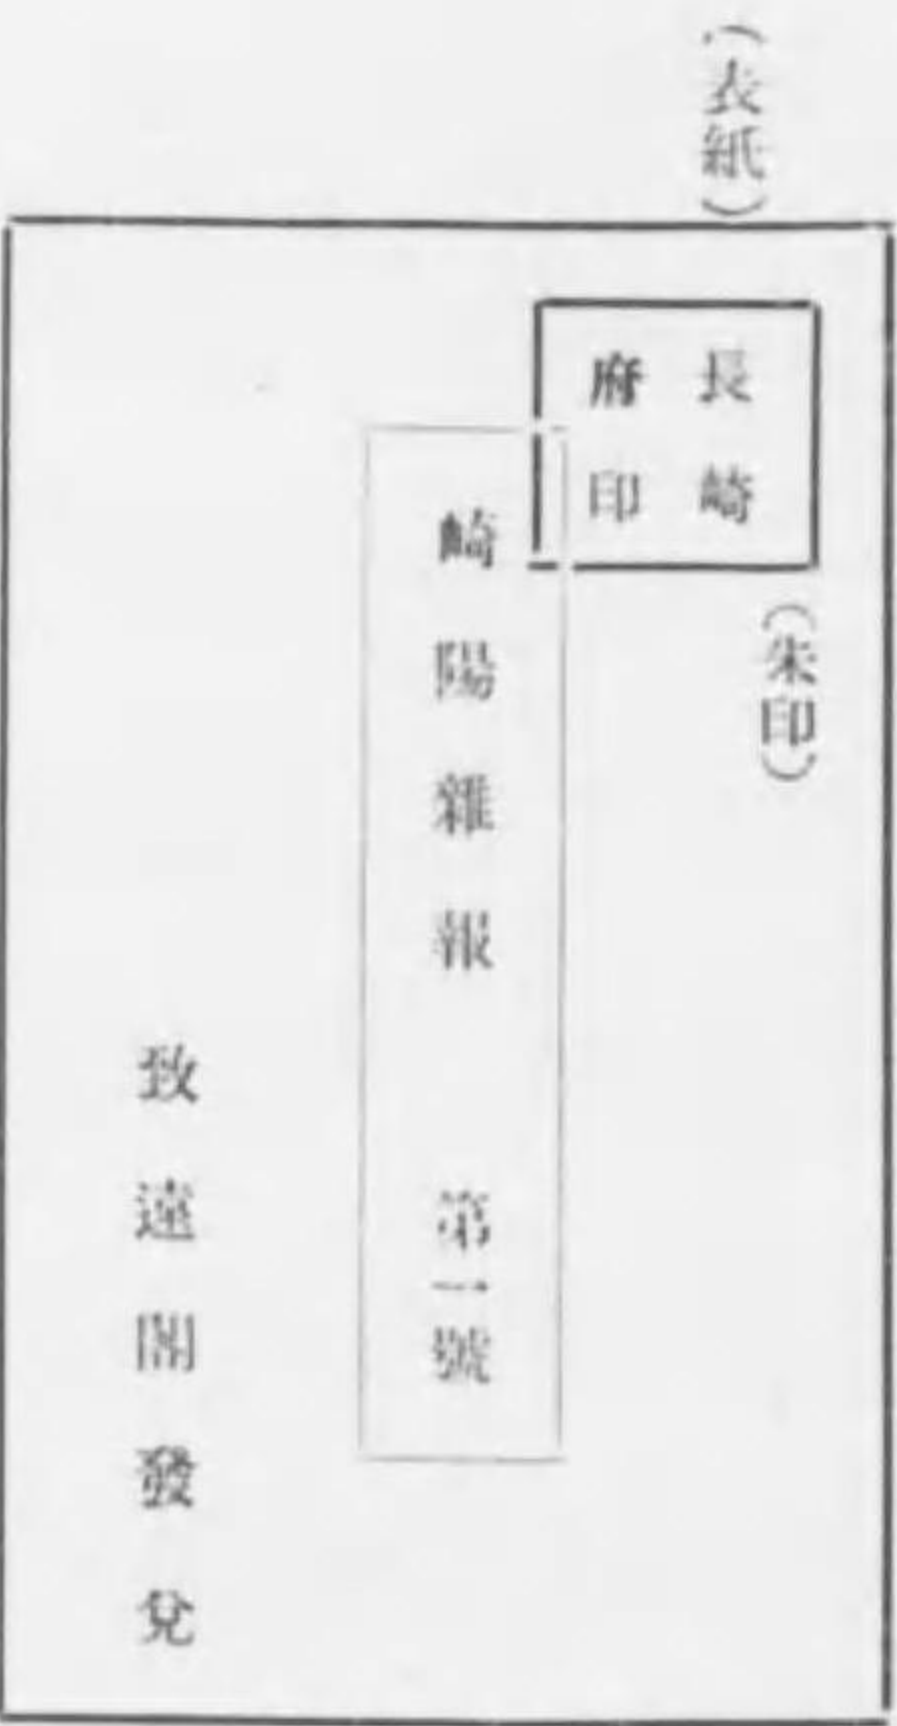 （表紙）
長崎
府印
（朱印）
崎陽雜報　第一號
致遠閣發兌